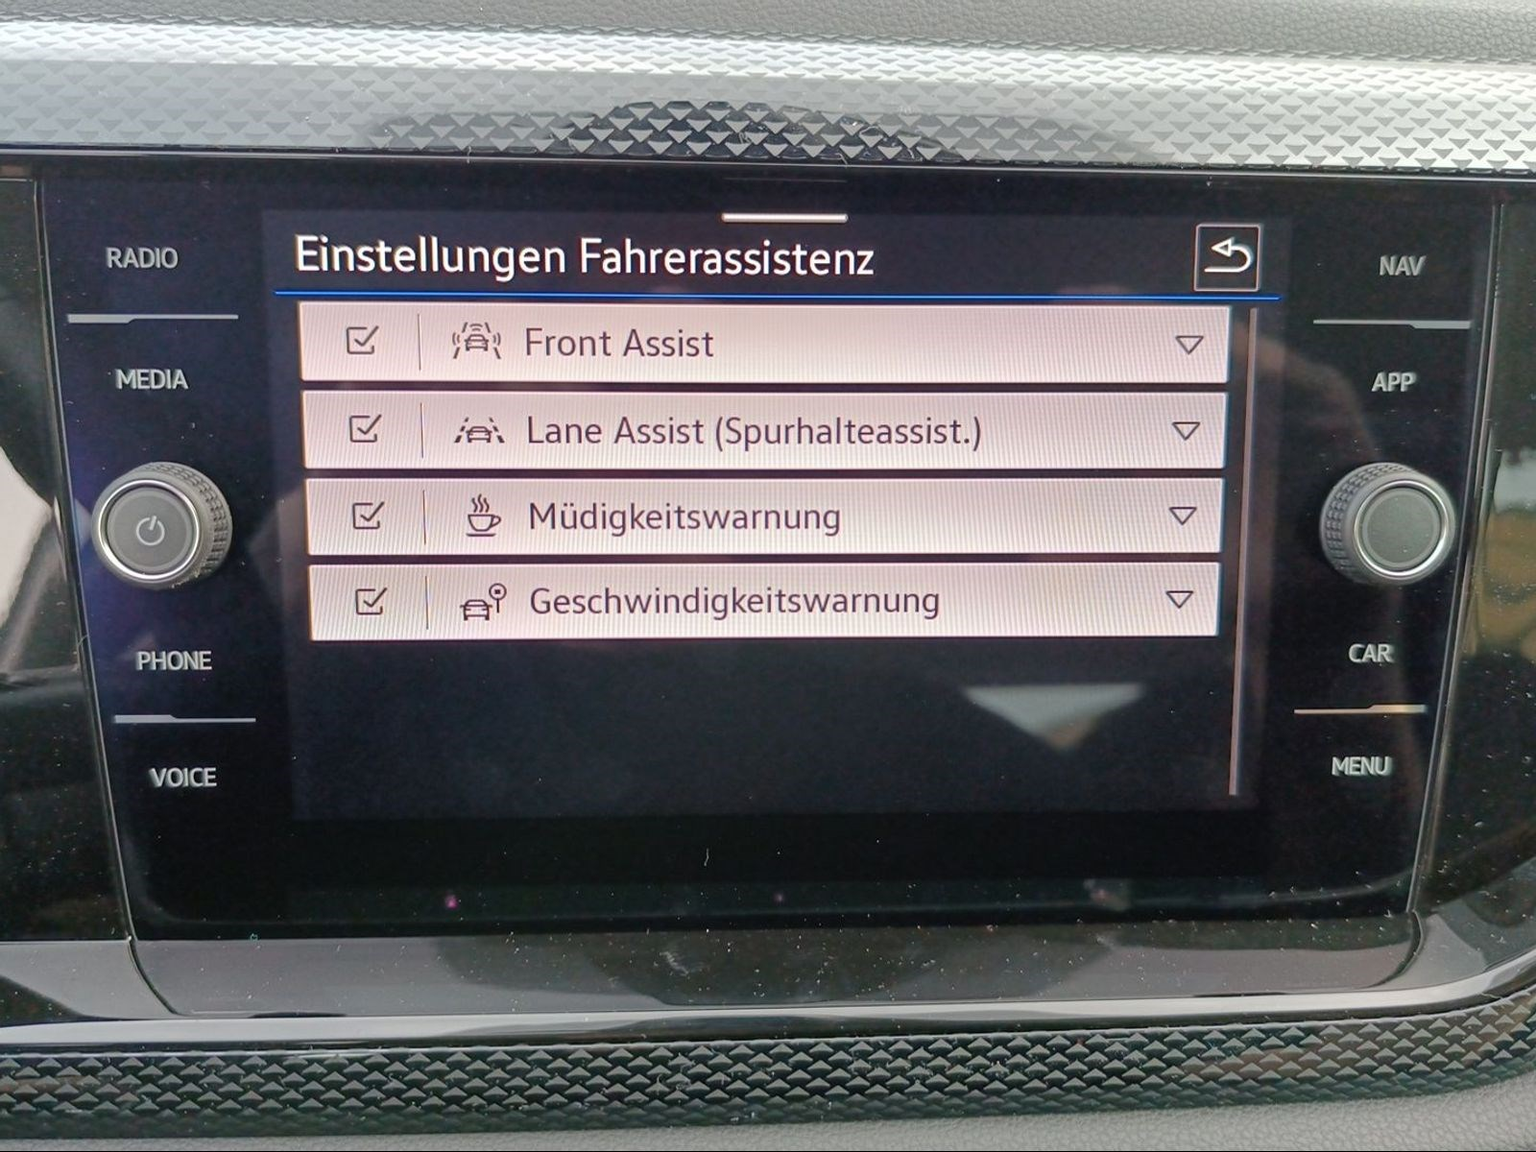 RADIO
MEDIA
PHONE
VOICE
Einstellungen Fahrerassistenz
Front Assist
Lane Assist (Spurhalteassist.)
Müdigkeitswarnung
Geschwindigkeitswarnung
NAV
APP
CAR
MENU